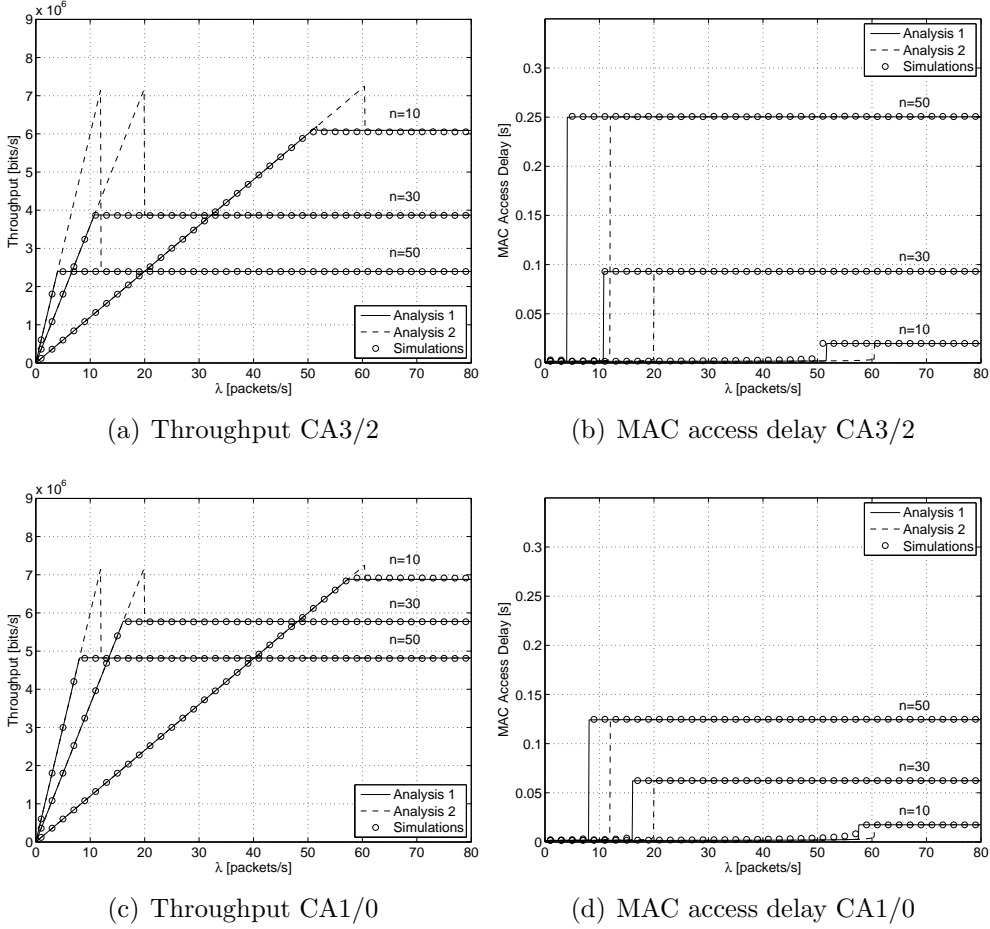 x 10^6
9
8
7
6
5
4
3
2
1
0
Throughput [bits/s]
n=10
n=30
n=50
Analysis 1
Analysis 2
Simulations
0 10 20 30 40 50 60 70 80
λ [packets/s]
(a) Throughput CA3/2
0.35
0.3
0.25
0.2
0.15
0.1
0.05
0
MAC Access Delay [s]
Analysis 1
Analysis 2
Simulations
n=50
n=30
n=10
0 10 20 30 40 50 60 70 80
λ [packets/s]
(b) MAC access delay CA3/2
x 10^6
9
8
7
6
5
4
3
2
1
0
Throughput [bits/s]
n=10
n=30
n=50
Analysis 1
Analysis 2
Simulations
0 10 20 30 40 50 60 70 80
λ [packets/s]
(c) Throughput CA1/0
0.35
0.3
0.25
0.2
0.15
0.1
0.05
0
MAC Access Delay [s]
Analysis 1
Analysis 2
Simulations
n=50
n=30
n=10
0 10 20 30 40 50 60 70 80
λ [packets/s]
(d) MAC access delay CA1/0